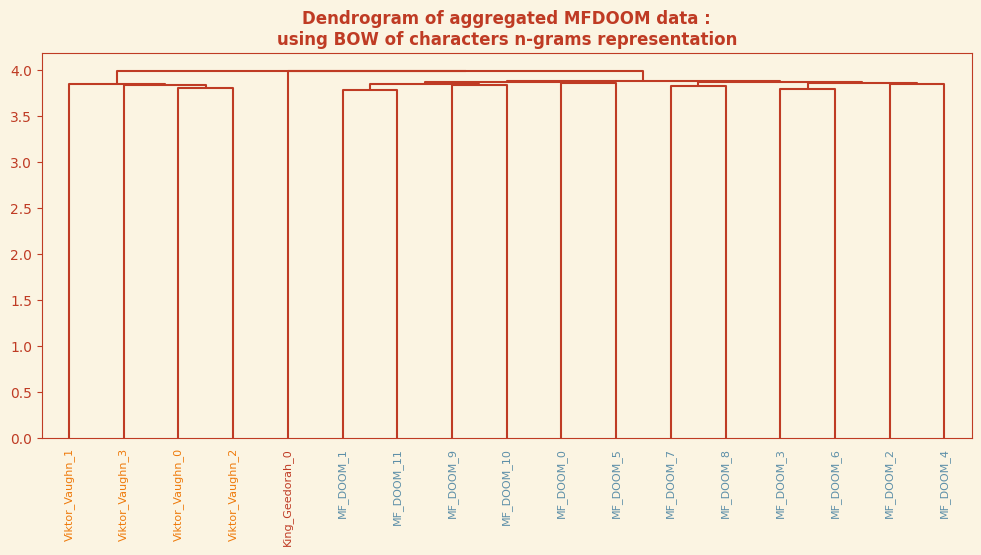 Dendrogram of aggregated MFDOOM data :
using BOW of characters n-grams representation
4.0
3.5
3.0
2.5
2.0
1.5
1.0
0.5
0.0
Viktor_Vaughn_1
Viktor_Vaughn_3
Viktor_Vaughn_0
Viktor_Vaughn_2
King_Geedorah_0
MF_DOOM_1
MF_DOOM_11
MF_DOOM_9
MF_DOOM_10
MF_DOOM_0
MF_DOOM_5
MF_DOOM_7
MF_DOOM_8
MF_DOOM_3
MF_DOOM_6
MF_DOOM_2
MF_DOOM_4